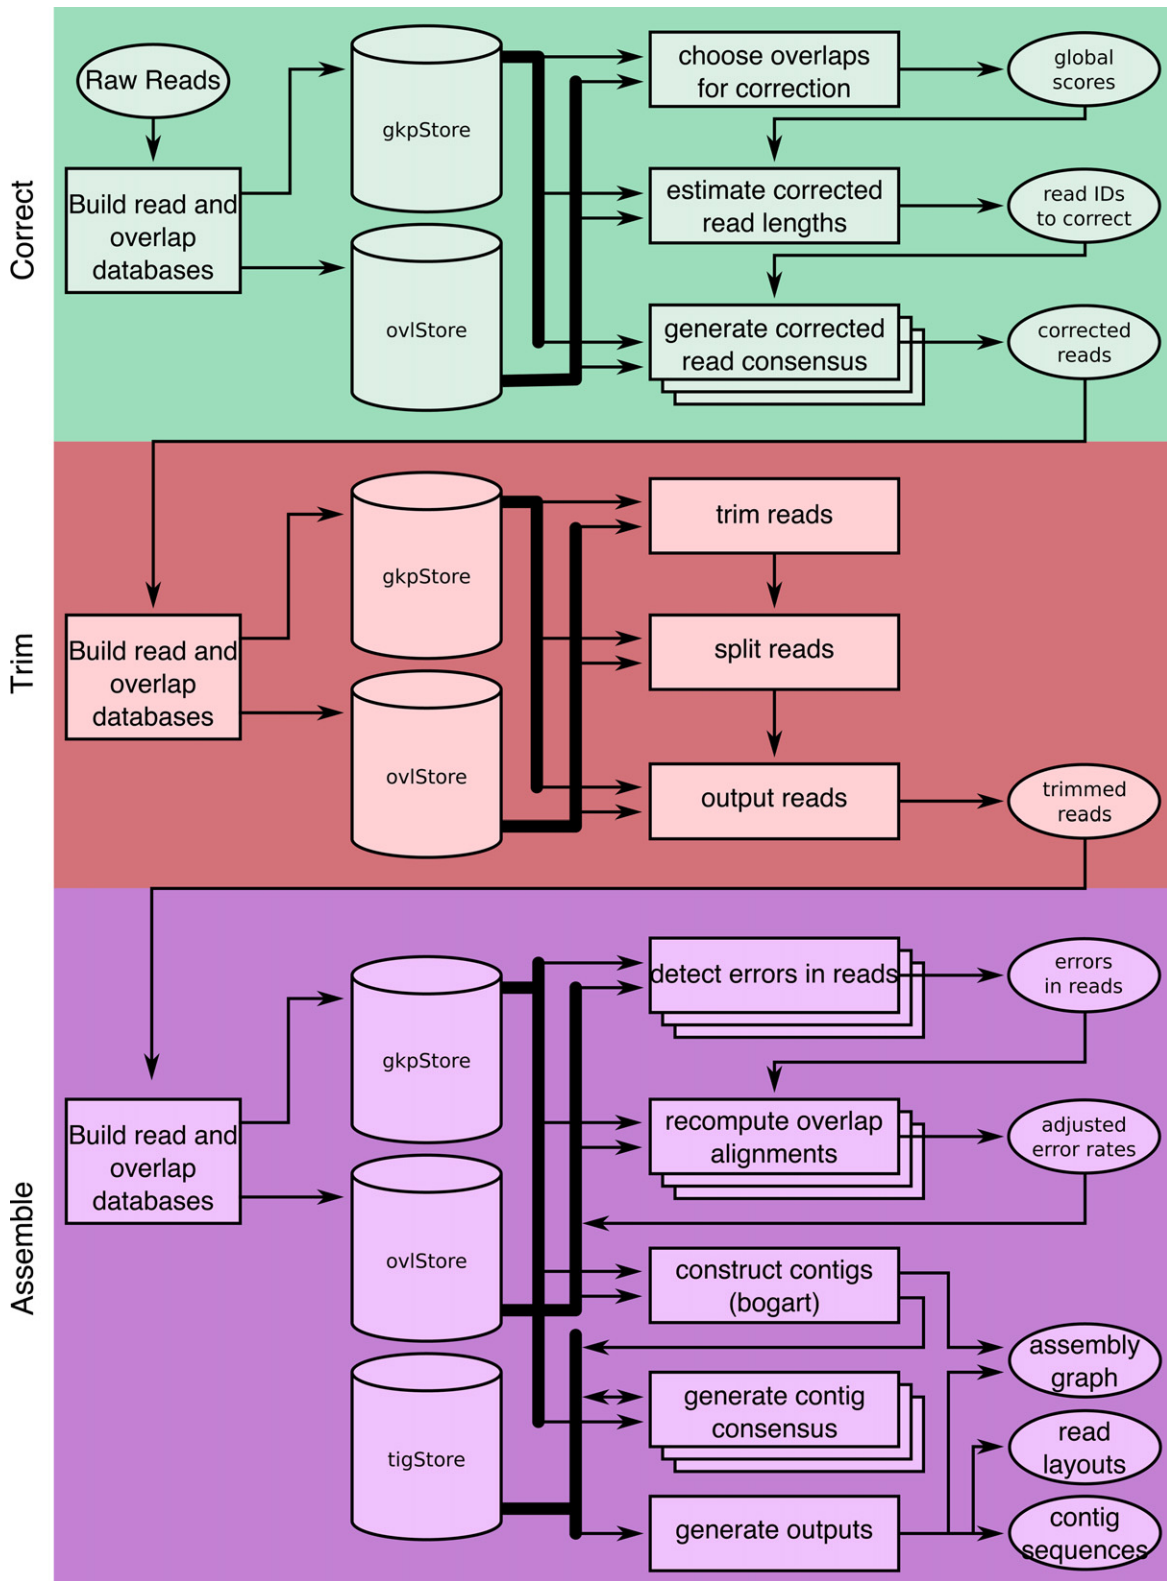 Correct
Raw Reads
Build read and
overlap
databases
gkpStore
ovlStore
choose overlaps
for correction
global
scores
estimate corrected
read lengths
read IDs
to correct
generate corrected
read consensus
corrected
reads
Trim
Build read and
overlap
databases
gkpStore
ovlStore
trim reads
split reads
output reads
trimmed
reads
Assemble
Build read and
overlap
databases
gkpStore
ovlStore
tigStore
detect errors in reads
errors
in reads
recompute overlap
alignments
adjusted
error rates
construct contigs
(bogart)
assembly
graph
generate contig
consensus
read
layouts
generate outputs
contig
sequences